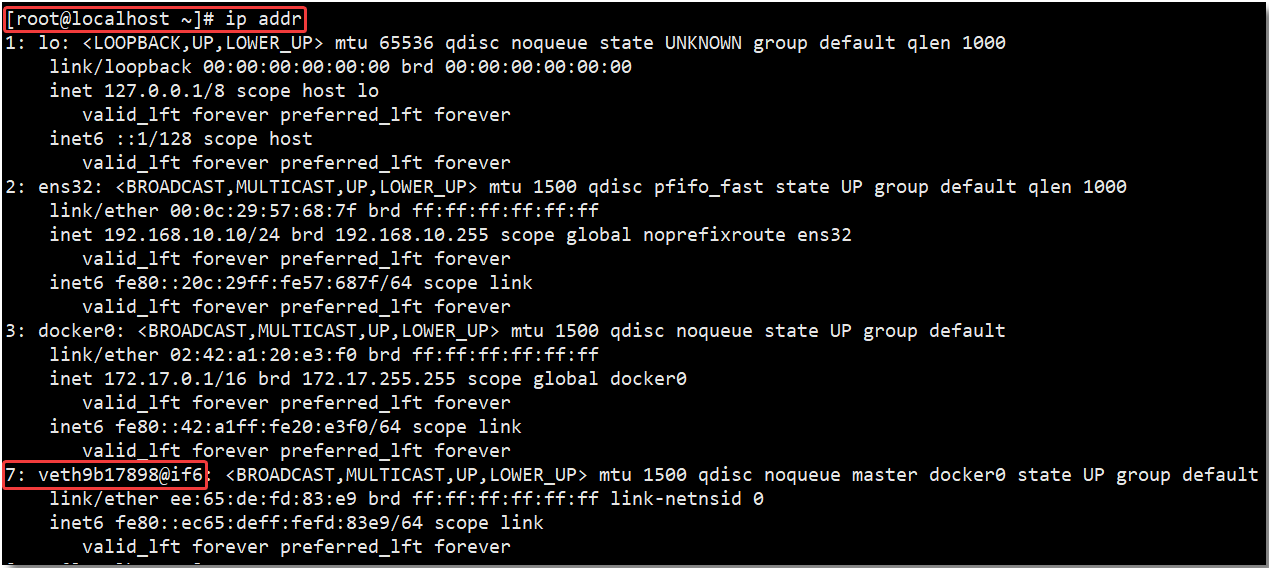 [root@localhost ~]# ip addr
1: lo: <LOOPBACK,UP,LOWER_UP> mtu 65536 qdisc noqueue state UNKNOWN group default qlen 1000
    link/loopback 00:00:00:00:00:00 brd 00:00:00:00:00:00
    inet 127.0.0.1/8 scope host lo
       valid_lft forever preferred_lft forever
    inet6 ::1/128 scope host
       valid_lft forever preferred_lft forever
2: ens32: <BROADCAST,MULTICAST,UP,LOWER_UP> mtu 1500 qdisc pfifo_fast state UP group default qlen 1000
    link/ether 00:0c:29:57:68:7f brd ff:ff:ff:ff:ff:ff
    inet 192.168.10.10/24 brd 192.168.10.255 scope global noprefixroute ens32
       valid_lft forever preferred_lft forever
    inet6 fe80::20c:29ff:fe57:687f/64 scope link
       valid_lft forever preferred_lft forever
3: docker0: <BROADCAST,MULTICAST,UP,LOWER_UP> mtu 1500 qdisc noqueue state UP group default
    link/ether 02:42:a1:20:e3:f0 brd ff:ff:ff:ff:ff:ff
    inet 172.17.0.1/16 brd 172.17.255.255 scope global docker0
       valid_lft forever preferred_lft forever
    inet6 fe80::42:a1ff:fe20:e3f0/64 scope link
       valid_lft forever preferred_lft forever
7: veth9b17898@if6: <BROADCAST,MULTICAST,UP,LOWER_UP> mtu 1500 qdisc noqueue master docker0 state UP group default
    link/ether ee:65:de:fd:83:e9 brd ff:ff:ff:ff:ff:ff link-netnsid 0
    inet6 fe80::ec65:deff:fefd:83e9/64 scope link
       valid_lft forever preferred_lft forever